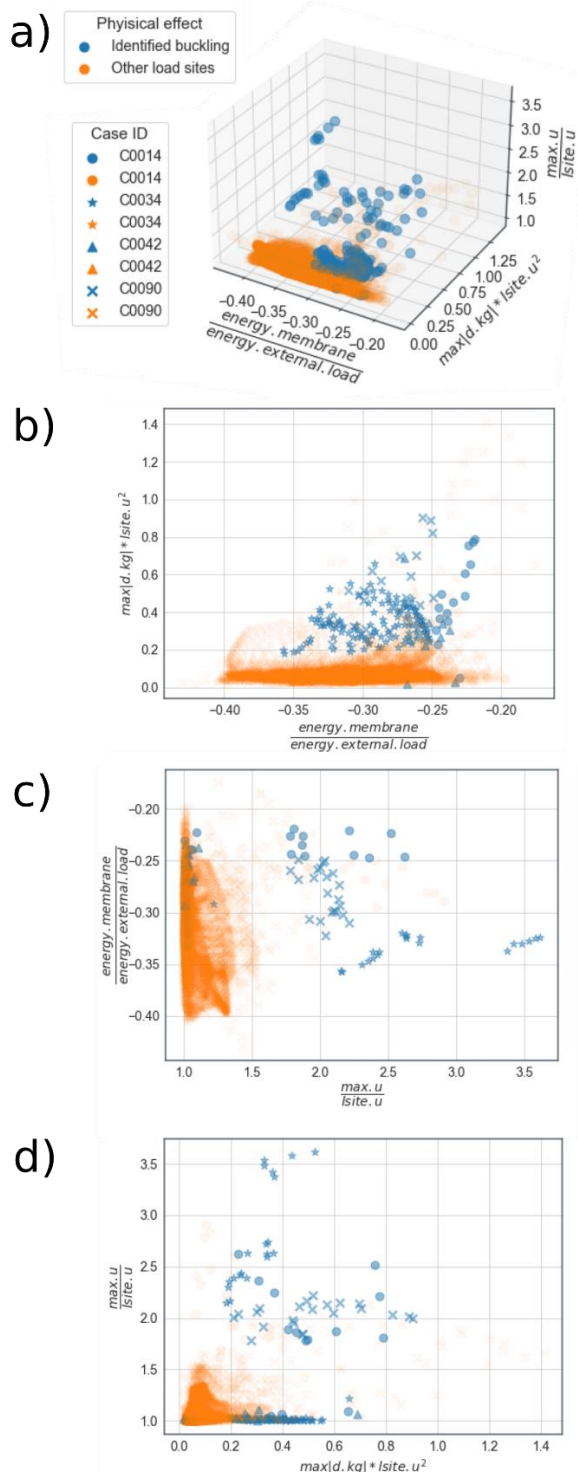 a)
Phyisical effect
Identified buckling
Other load sites
Case ID
C0014
C0014
C0034
C0034
C0042
C0042
C0090
C0090
3.5
3.0
2.5
2.0
1.5
1.0
max.u
lsite.u
1.25
1.00
0.75
0.50
0.25
0.00
max|d.kg|*lsite.u²
−0.40
−0.35
−0.30
−0.25
−0.20
energy.membrane
energy.external.load
b)
1.4
1.2
1.0
0.8
0.6
0.4
0.2
0.0
max|d.kg|*lsite.u²
−0.40 −0.35 −0.30 −0.25 −0.20
energy.membrane
energy.external.load
c)
−0.20
−0.25
−0.30
−0.35
−0.40
energy.membrane
energy.external.load
1.0 1.5 2.0 2.5 3.0 3.5
max.u
lsite.u
d)
3.5
3.0
2.5
2.0
1.5
1.0
max.u
lsite.u
0.0 0.2 0.4 0.6 0.8 1.0 1.2 1.4
max|d.kg|*lsite.u²